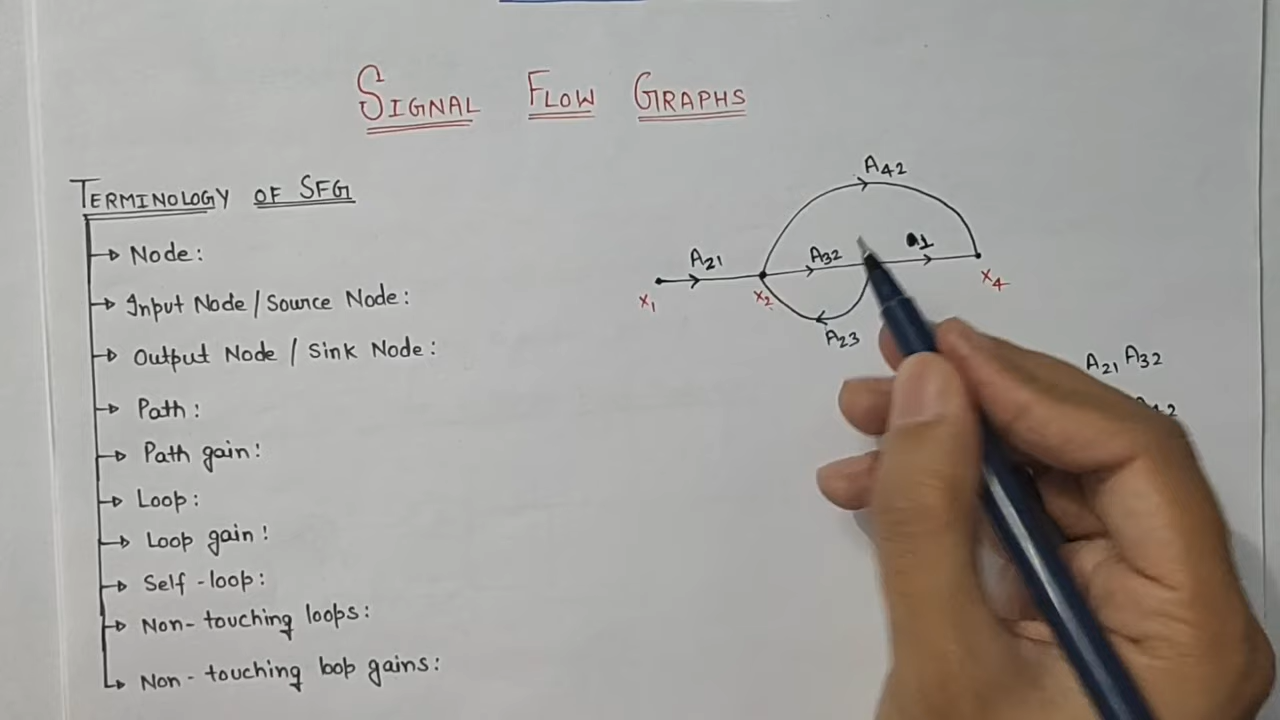 SIGNAL FLOW GRAPHS
TERMINOLOGY OF SFG
Node:
Input Node / Source Node:
Output Node / Sink Node:
Path:
Path gain:
Loop:
Loop gain:
Self-loop:
Non-touching loops:
Non-touching loop gains:
A42
A21
A32
1
x1
x2
x4
A23
A21 A32